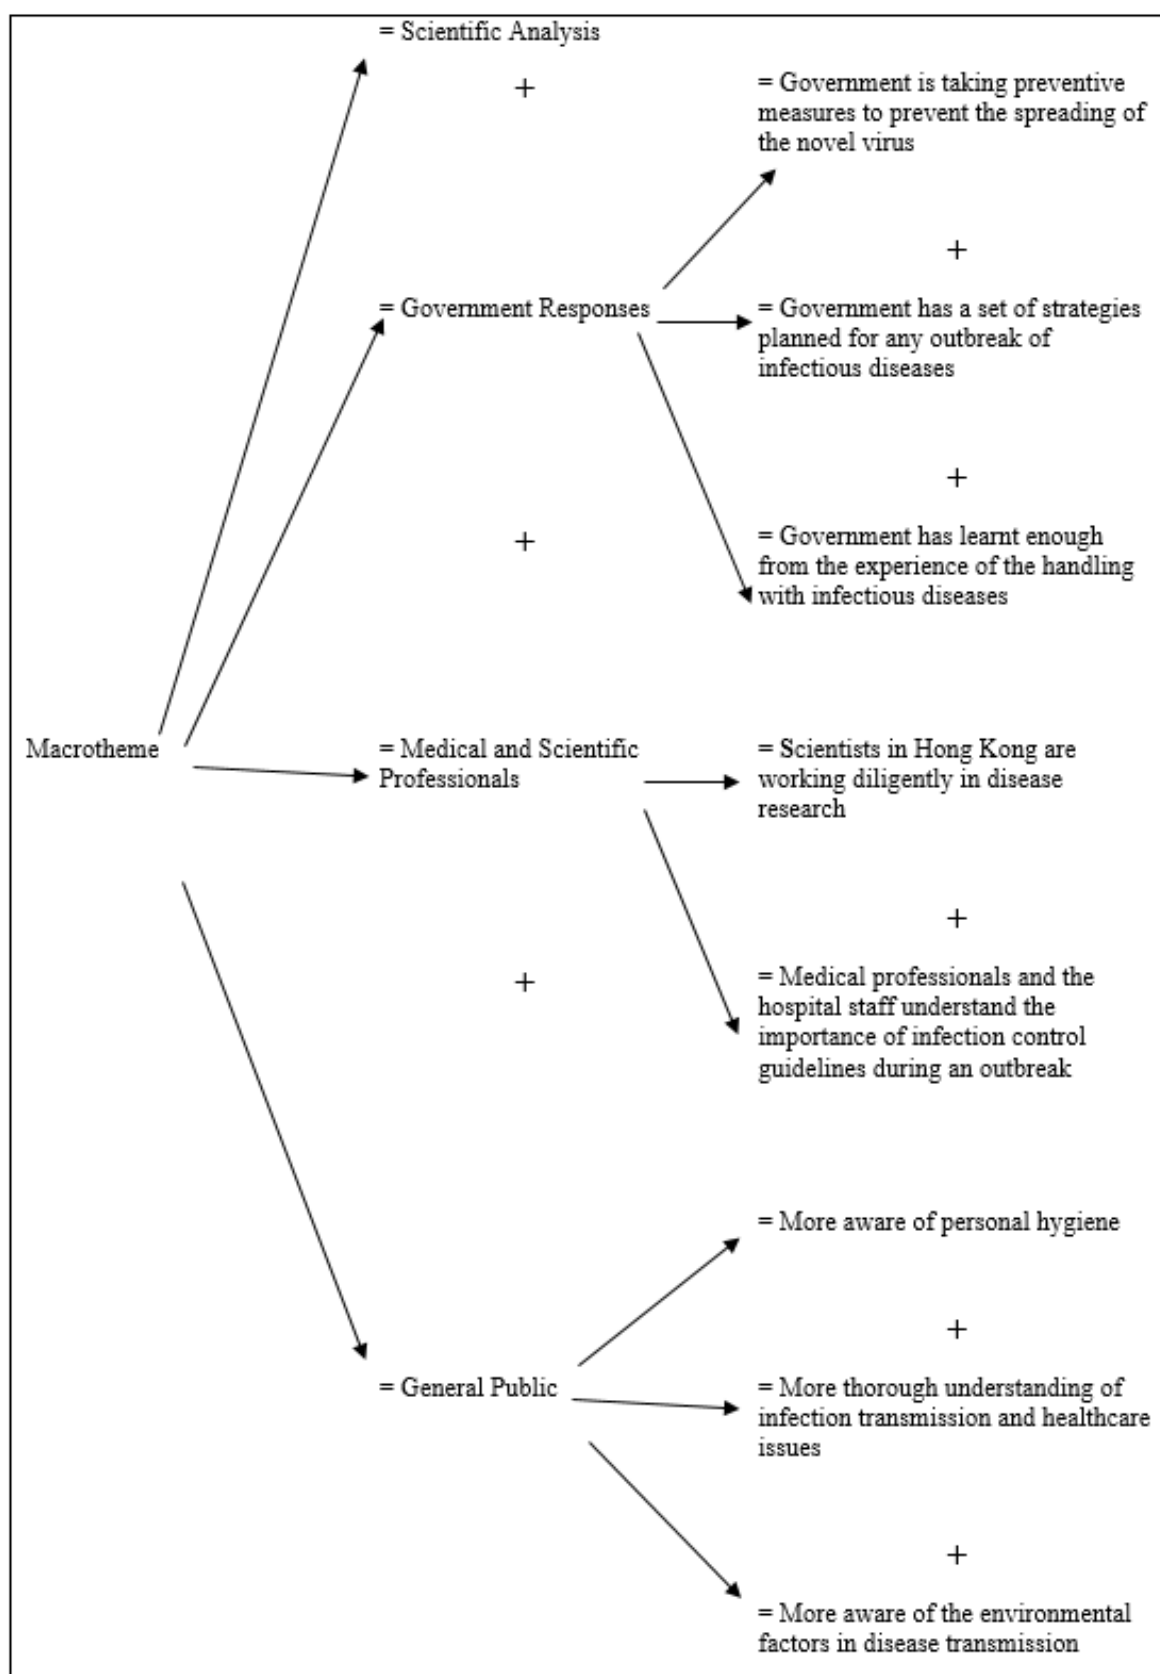 = Scientific Analysis
+
= Government is taking preventive
measures to prevent the spreading of
the novel virus
+
= Government Responses
= Government has a set of strategies
planned for any outbreak of
infectious diseases
+
+
= Government has learnt enough
from the experience of the handling
with infectious diseases
Macrotheme
= Medical and Scientific
Professionals
= Scientists in Hong Kong are
working diligently in disease
research
+
+
= Medical professionals and the
hospital staff understand the
importance of infection control
guidelines during an outbreak
= General Public
= More aware of personal hygiene
+
= More thorough understanding of
infection transmission and healthcare
issues
+
= More aware of the environmental
factors in disease transmission